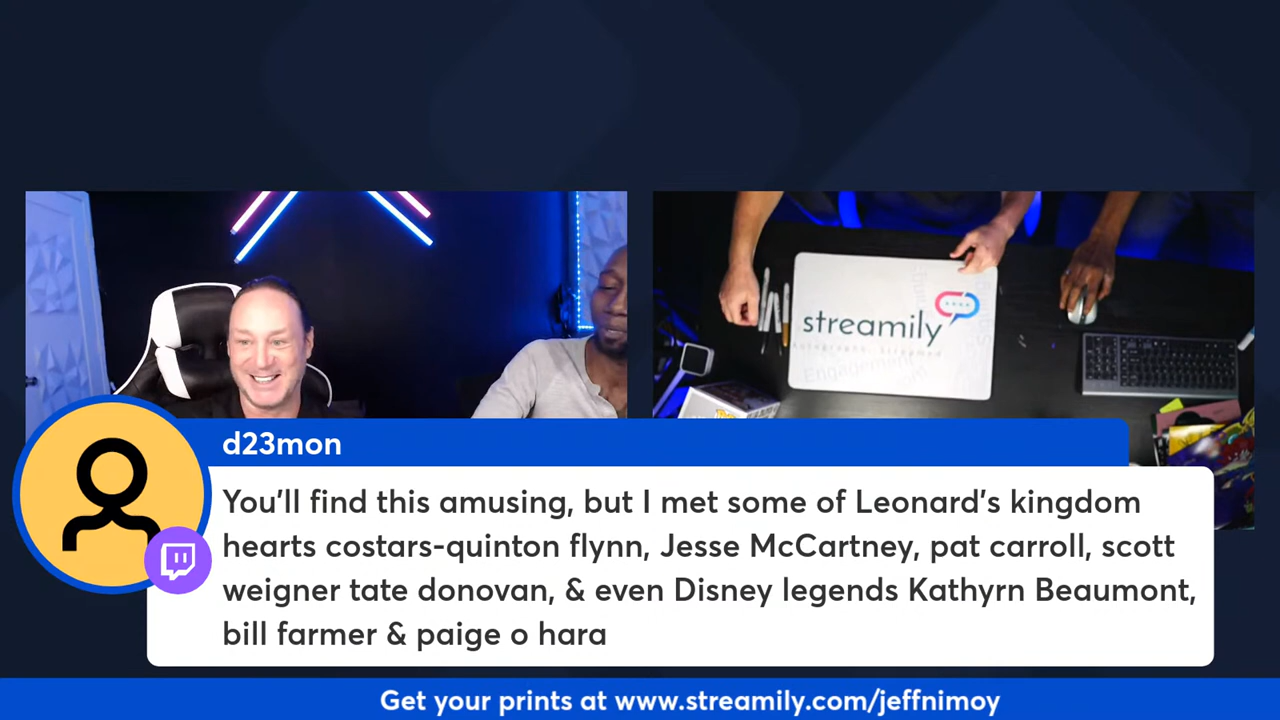 streamily
d23mon
You'll find this amusing, but I met some of Leonard's kingdom
hearts costars-quinton flynn, Jesse McCartney, pat carroll, scott
weigner tate donovan, & even Disney legends Kathyrn Beaumont,
bill farmer & paige o hara
Get your prints at www.streamily.com/jeffnimoy